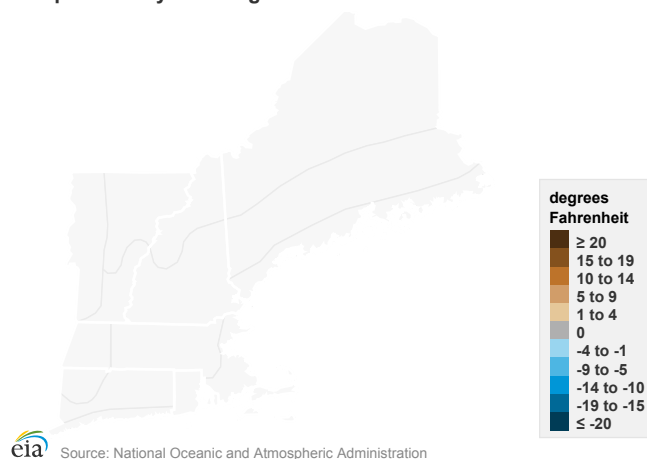 degrees
Fahrenheit
≥ 20
15 to 19
10 to 14
5 to 9
1 to 4
0
-4 to -1
-9 to -5
-14 to -10
-19 to -15
≤ -20
eia
Source: National Oceanic and Atmospheric Administration